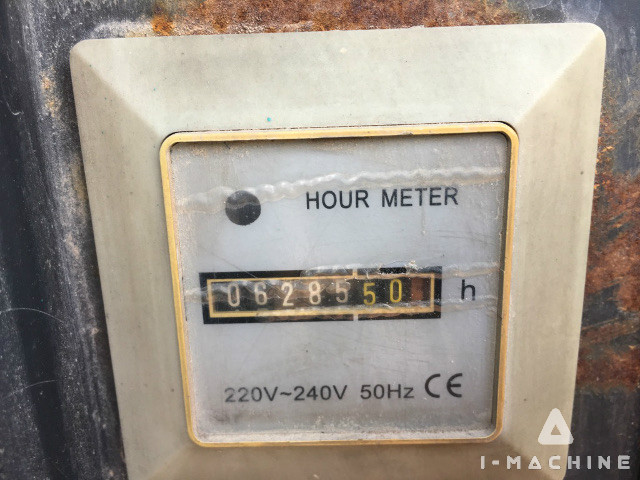 HOUR METER
0628550 h
220V~240V 50Hz CE
I-MACHINE